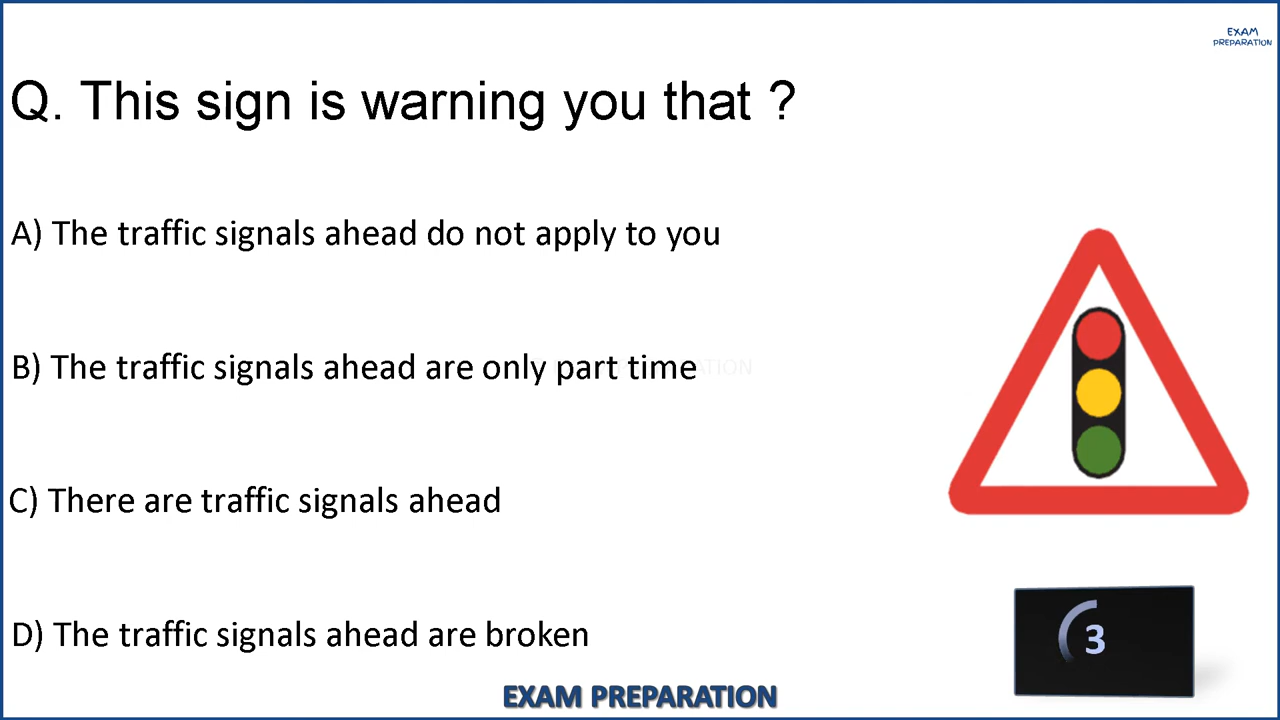 EXAM
PREPARATION
Q. This sign is warning you that ?
A) The traffic signals ahead do not apply to you
B) The traffic signals ahead are only part time
C) There are traffic signals ahead
D) The traffic signals ahead are broken
3
EXAM PREPARATION